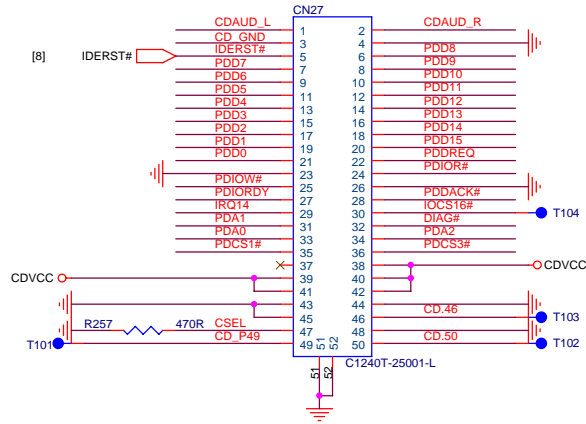 CN27
CDAUD_L 1 2 CDAUD_R
CD_GND 3 4
[8] IDERST# IDERST# 5 6 PDD8
PDD7 7 8 PDD9
PDD6 9 10 PDD10
PDD5 11 12 PDD11
PDD4 13 14 PDD12
PDD3 15 16 PDD13
PDD2 17 18 PDD14
PDD1 19 20 PDD15
PDD0 21 22 PDDREQ
23 24 PDIOR#
PDIOW# 25 26
PDIORDY 27 28 PDDACK#
IRQ14 29 30 IOCS16# T104
PDA1 31 32 DIAG#
PDA0 33 34 PDA2
PDCS1# 35 36 PDCS3#
37 38 CDVCC
CDVCC 39 40
41 42
43 44
45 46 CD.46 T103
R257 470R CSEL 47 48
T101 CD_P49 49 50 CD.50 T102
51 52
C1240T-25001-L
51 52